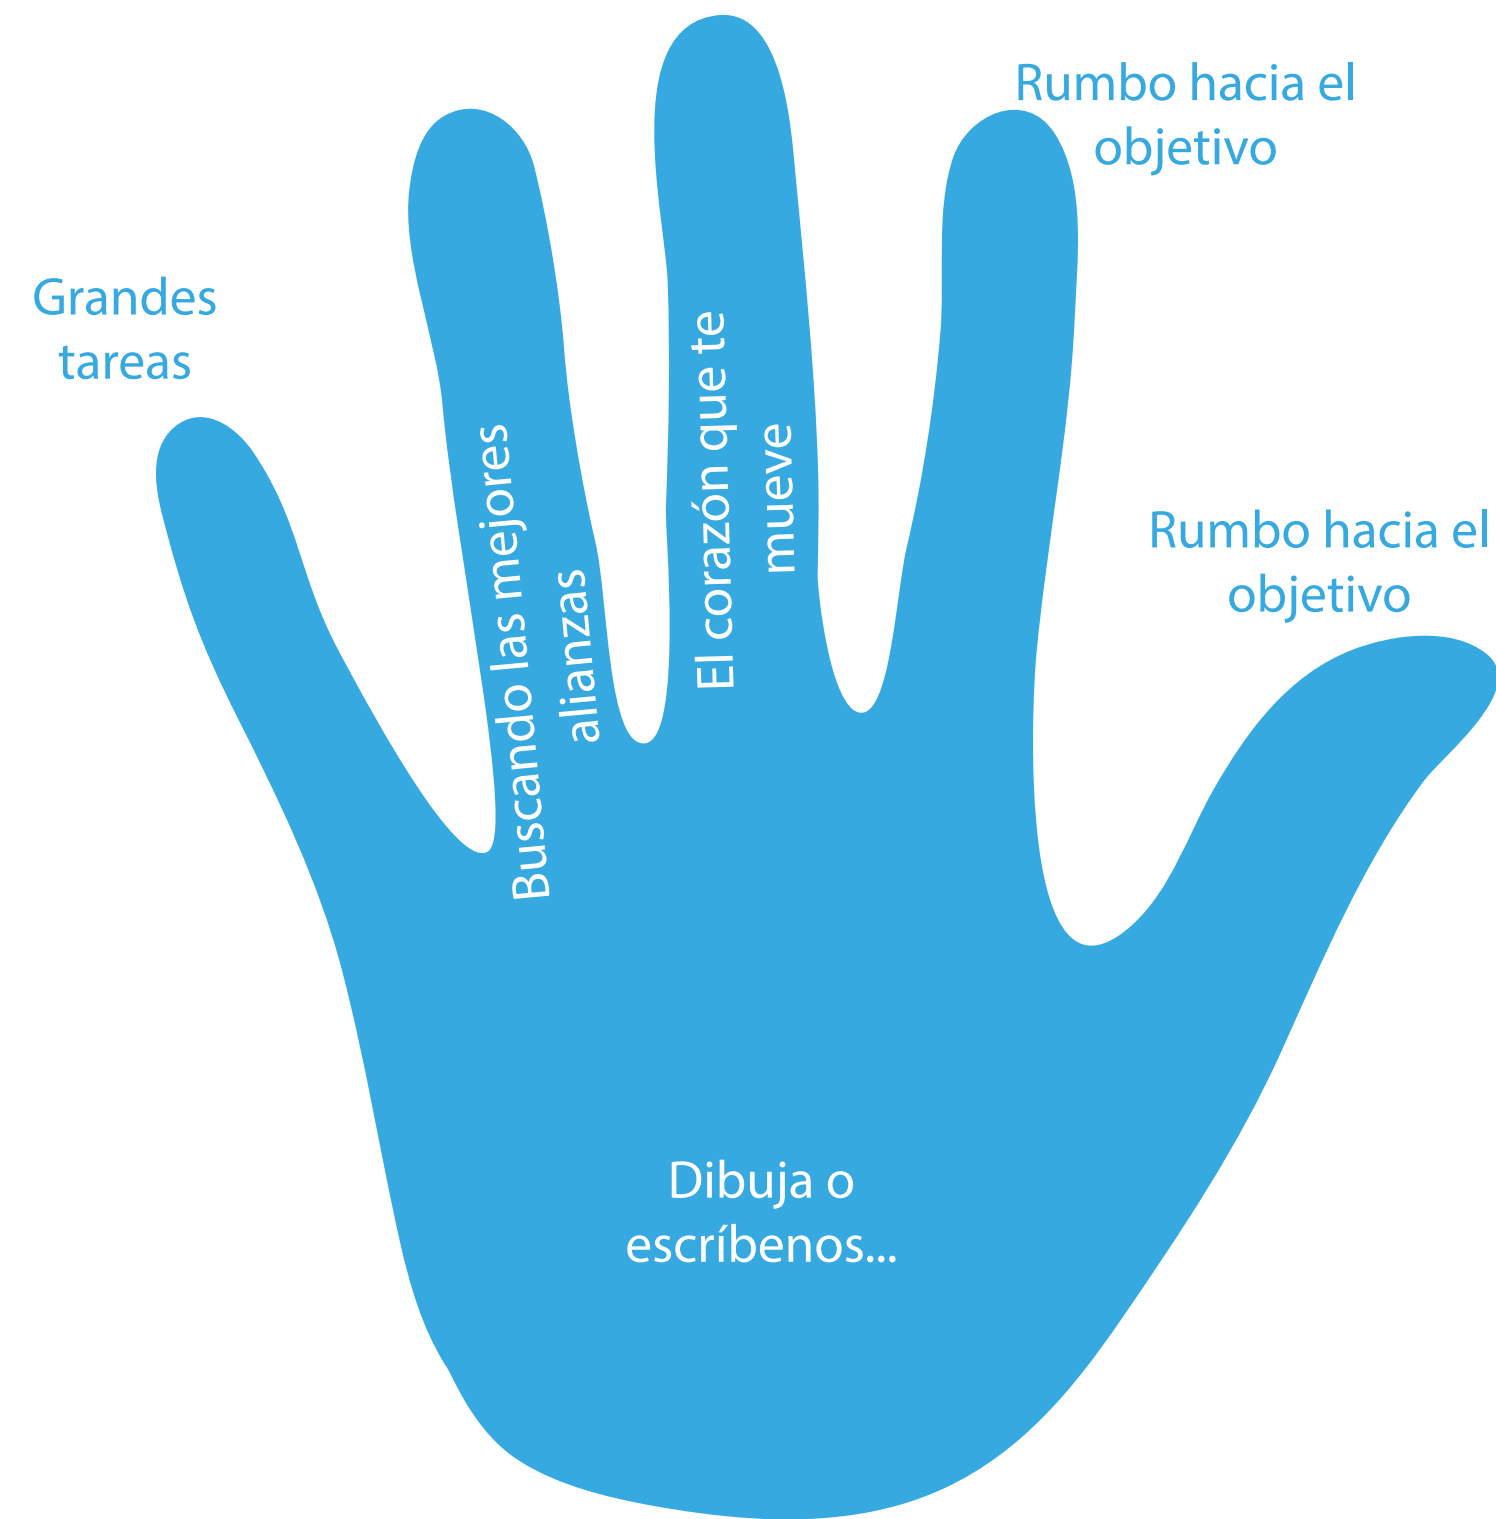 Grandes
tareas
Buscando las mejores
alianzas
El corazón que te
mueve
Rumbo hacia el
objetivo
Rumbo hacia el
objetivo
Dibuja o
escríbenos...